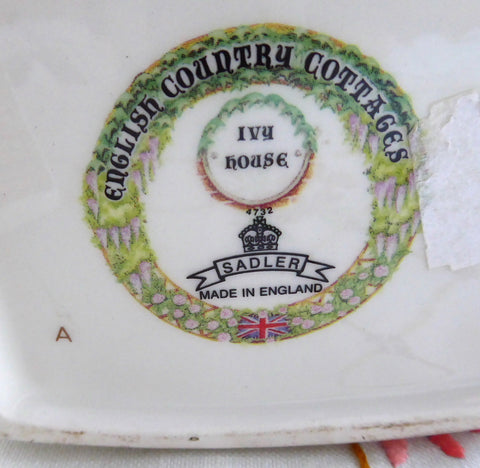 ENGLISH COUNTRY COTTAGES
IVY
HOUSE
4732
SADLER
MADE IN ENGLAND
A